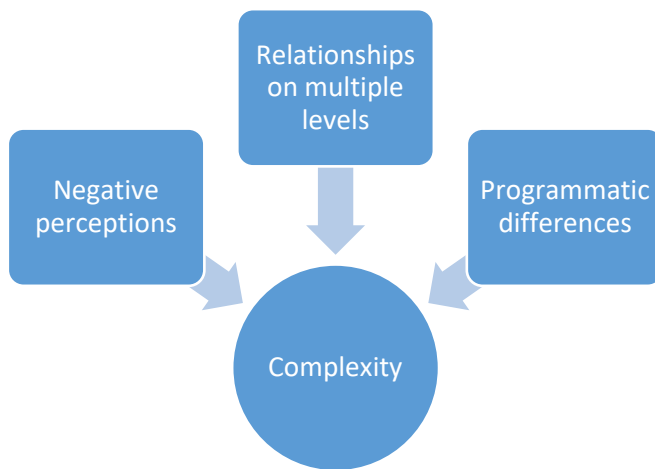 Relationships
on multiple
levels
Negative
perceptions
Programmatic
differences
Complexity